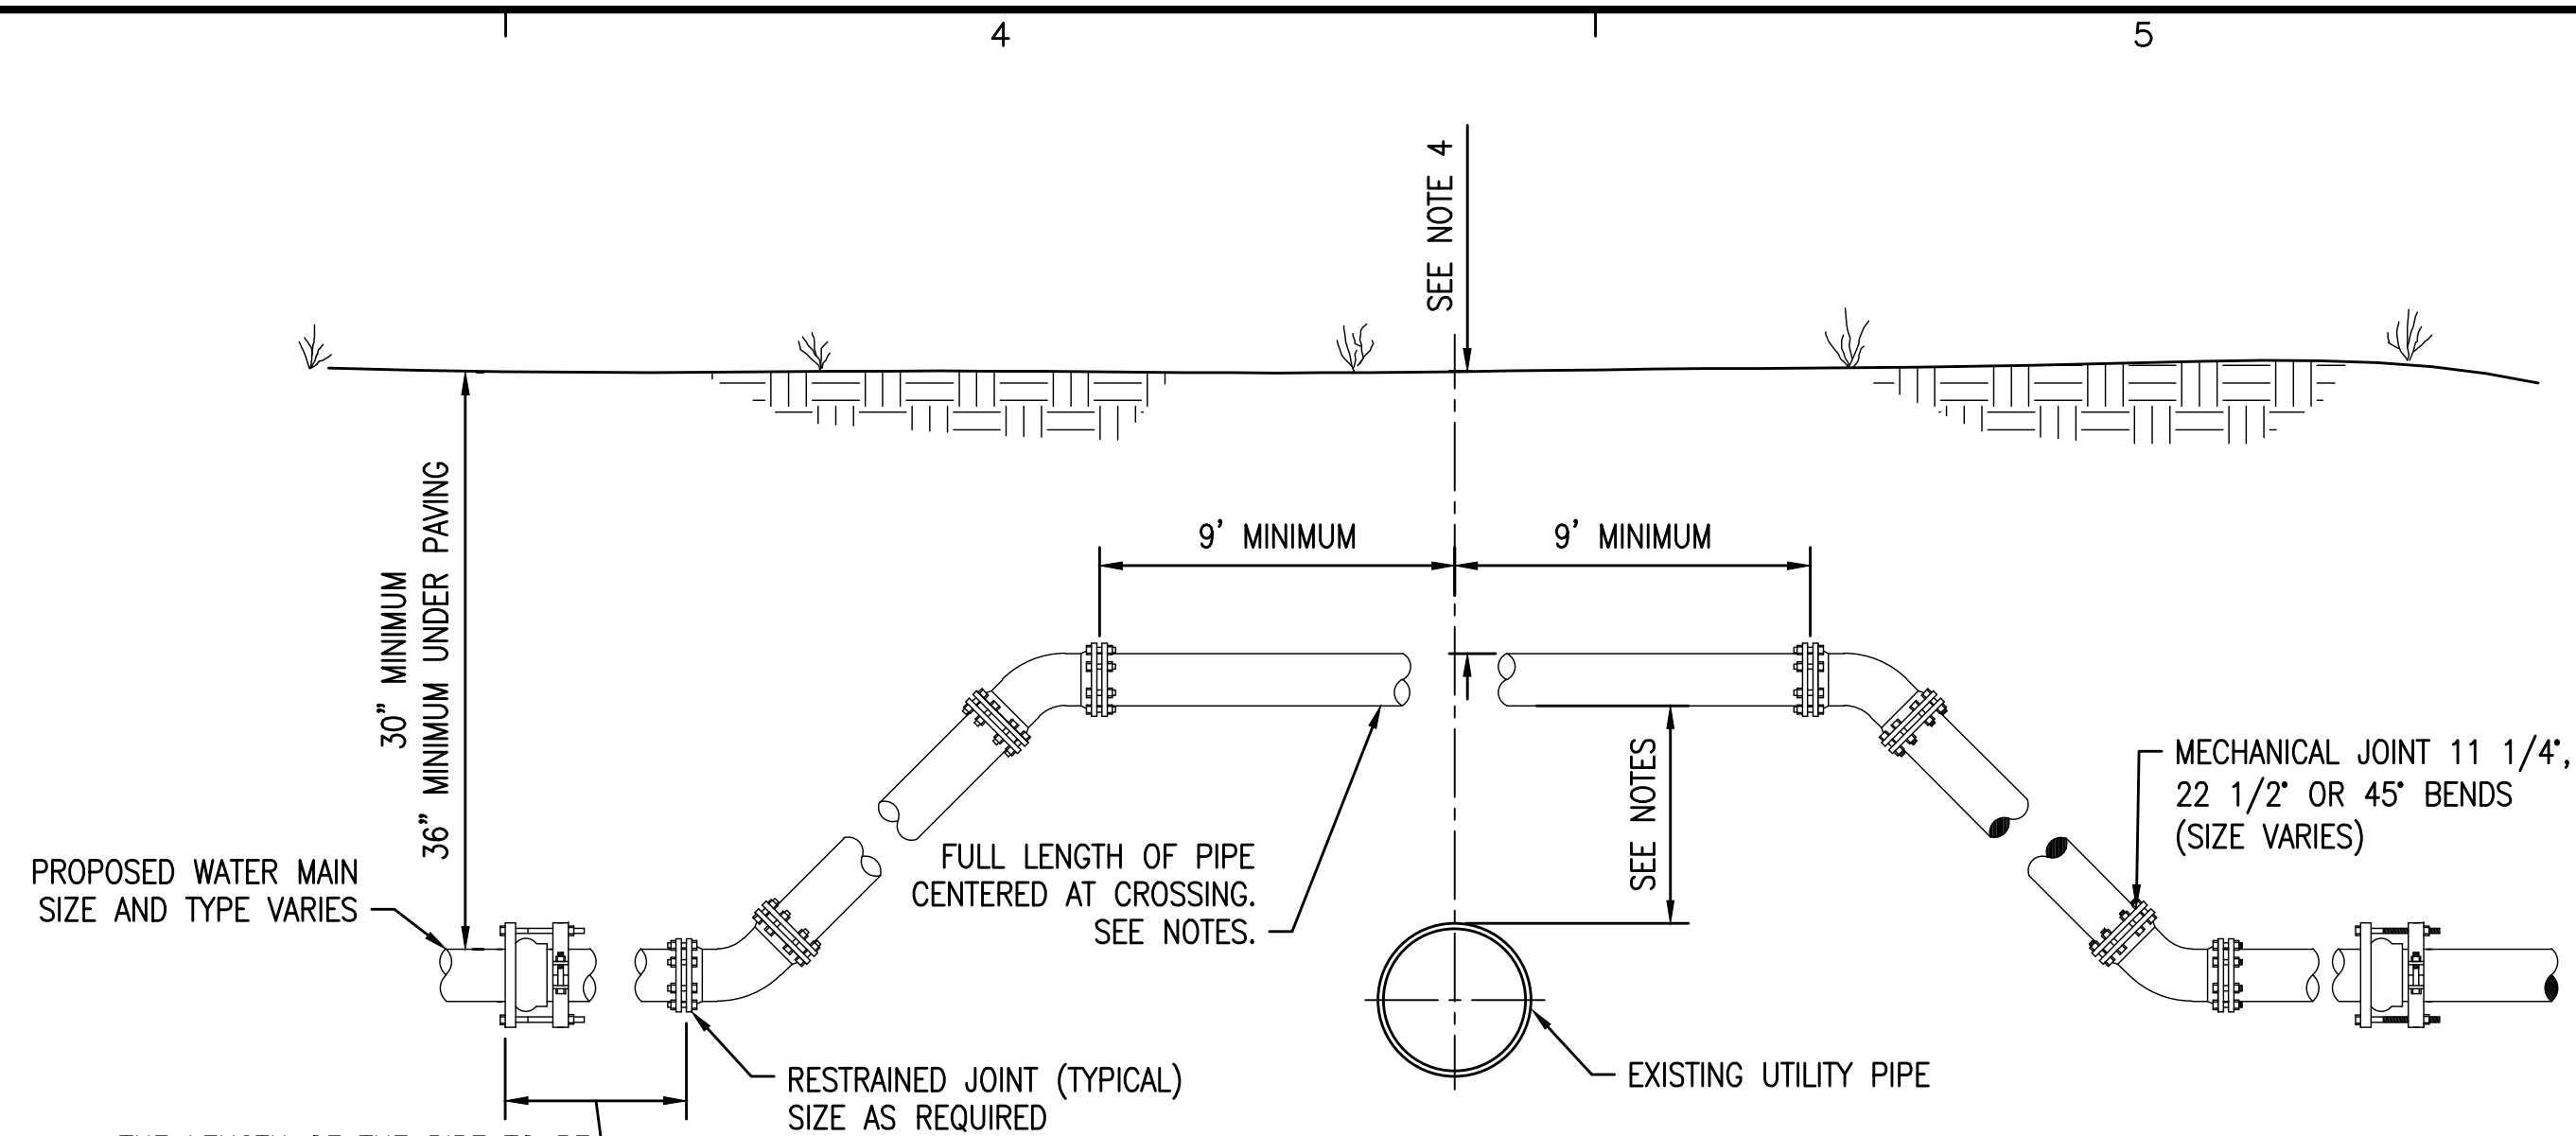 4
5
SEE NOTE 4
9' MINIMUM
9' MINIMUM
30" MINIMUM
36" MINIMUM UNDER PAVING
SEE NOTES
MECHANICAL JOINT 11 1/4°,
22 1/2° OR 45° BENDS
(SIZE VARIES)
PROPOSED WATER MAIN
SIZE AND TYPE VARIES
FULL LENGTH OF PIPE
CENTERED AT CROSSING.
SEE NOTES.
RESTRAINED JOINT (TYPICAL)
SIZE AS REQUIRED
EXISTING UTILITY PIPE